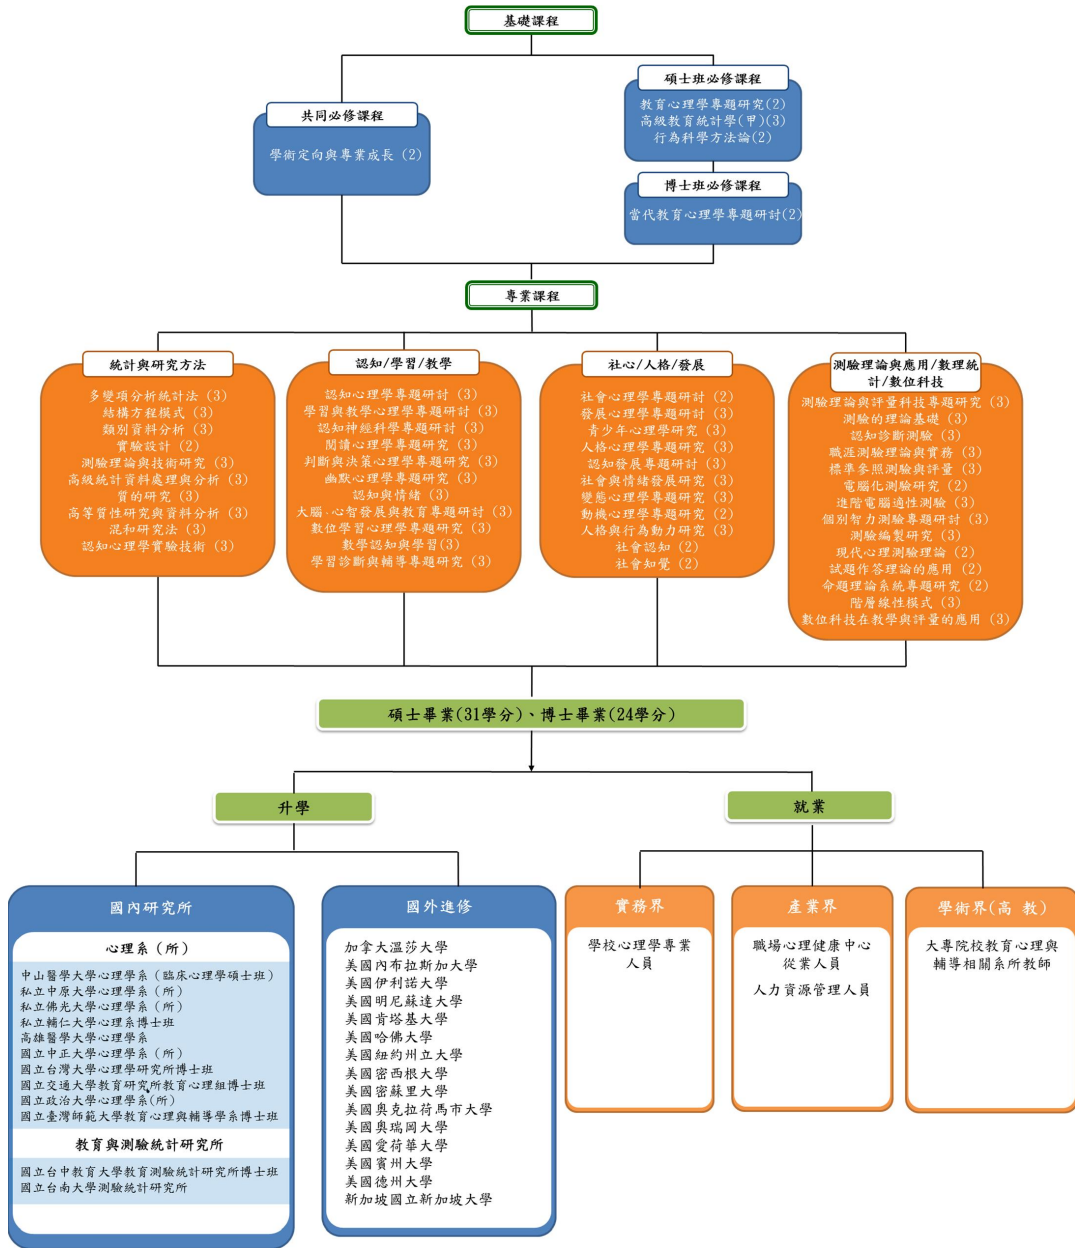 基礎課程
共同必修課程
學術定向與專業成長 (2)
碩士班必修課程
教育心理學專題研究(2)
高級教育統計學(甲)(3)
行為科學方法論(2)
博士班必修課程
當代教育心理學專題研討(2)
專業課程
統計與研究方法
多變項分析統計法 (3)
結構方程模式 (3)
類別資料分析 (3)
實驗設計 (2)
測驗理論與技術研究 (3)
高級統計資料處理與分析 (3)
質的研究 (3)
高等質性研究與資料分析 (3)
混和研究法 (3)
認知心理學實驗技術 (3)
認知/學習/教學
認知心理學專題研討 (3)
學習與教學心理學專題研討 (3)
認知神經科學專題研討 (3)
閱讀心理學專題研究 (3)
判斷與決策心理學專題研究 (3)
幽默心理學專題研究 (3)
認知與情緒 (3)
大腦、心智發展與教育專題研討 (3)
數位學習心理學專題研究 (3)
數學認知與學習(3)
學習診斷與輔導專題研究 (3)
社心/人格/發展
社會心理學專題研討 (2)
發展心理學專題研討 (3)
青少年心理學研究 (3)
人格心理學專題研究 (3)
認知發展專題研討 (3)
社會與情緒發展研究 (3)
變態心理學專題研究 (3)
動機心理學專題研究 (2)
人格與行為動力研究 (3)
社會認知 (2)
社會知覺 (2)
測驗理論與應用/數理統
計/數位科技
測驗理論與評量科技專題研究 (3)
測驗的理論基礎 (3)
認知診斷測驗 (3)
職涯測驗理論與實務 (3)
標準參照測驗與評量 (3)
電腦化測驗研究 (2)
進階電腦適性測驗 (3)
個別智力測驗專題研討 (3)
測驗編製研究 (3)
現代心理測驗理論 (2)
試題作答理論的應用 (2)
命題理論系統專題研究 (2)
階層線性模式 (3)
數位科技在教學與評量的應用 (3)
碩士畢業(31學分)、博士畢業(24學分)
升學
就業
國內研究所
心理系 (所)
中山醫學大學心理學系 (臨床心理學碩士班)
私立中原大學心理學系 (所)
私立佛光大學心理學系 (所)
私立輔仁大學心理系博士班
高雄醫學大學心理學系
國立中正大學心理學系 (所)
國立台灣大學心理學研究所博士班
國立交通大學教育研究所教育心理組博士班
國立政治大學心理學系(所)
國立臺灣師範大學教育心理與輔導學系博士班
教育與測驗統計研究所
國立台中教育大學教育測驗統計研究所博士班
國立台南大學測驗統計研究所
國外進修
加拿大溫莎大學
美國內布拉斯加大學
美國伊利諾大學
美國明尼蘇達大學
美國肯塔基大學
美國哈佛大學
美國紐約州立大學
美國密西根大學
美國密蘇里大學
美國奧克拉荷馬市大學
美國奧瑞岡大學
美國愛荷華大學
美國賓州大學
美國德州大學
新加坡國立新加坡大學
實務界
學校心理學專業
人員
產業界
職場心理健康中心
從業人員
人力資源管理人員
學術界(高 教)
大專院校教育心理與
輔導相關系所教師